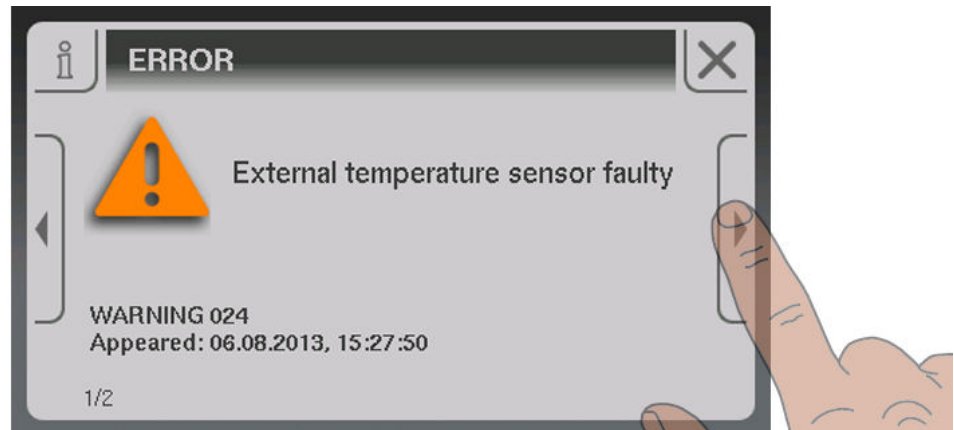 ERROR
External temperature sensor faulty
WARNING 024
Appeared: 06.08.2013, 15:27:50
1/2